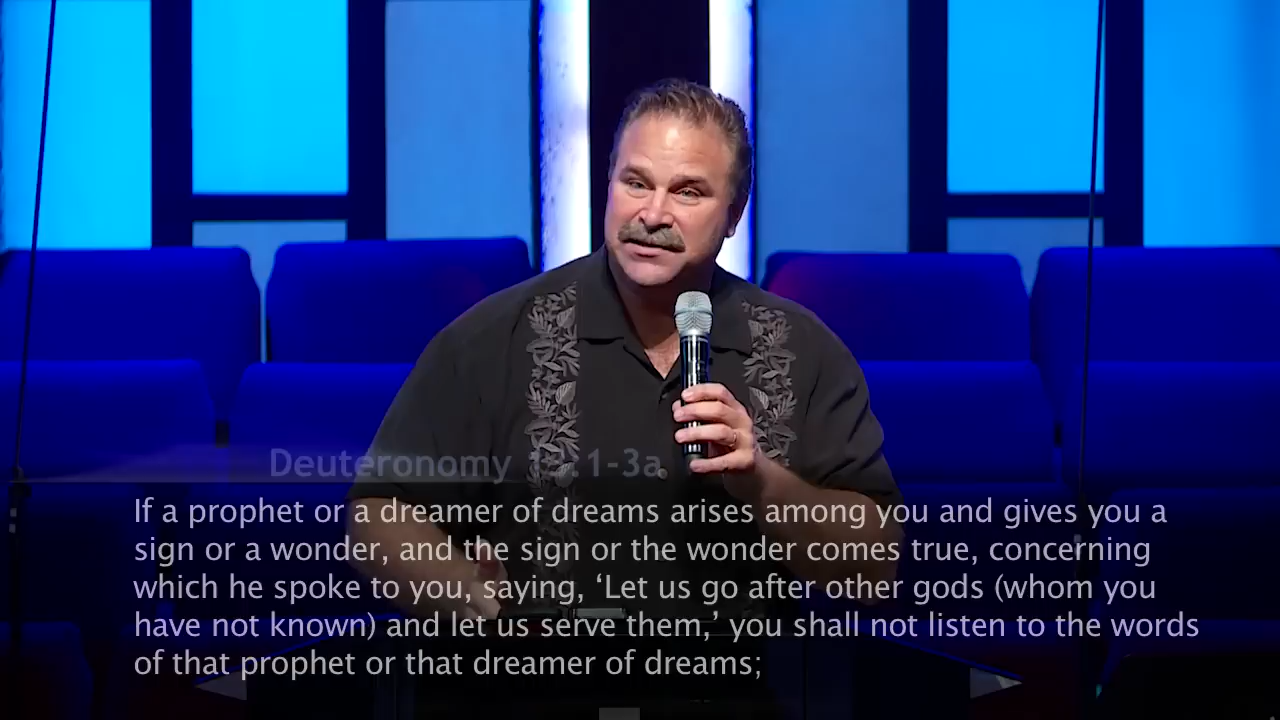 Deuteronomy 13:1-3a
If a prophet or a dreamer of dreams arises among you and gives you a
sign or a wonder, and the sign or the wonder comes true, concerning
which he spoke to you, saying, ‘Let us go after other gods (whom you
have not known) and let us serve them,’ you shall not listen to the words
of that prophet or that dreamer of dreams;